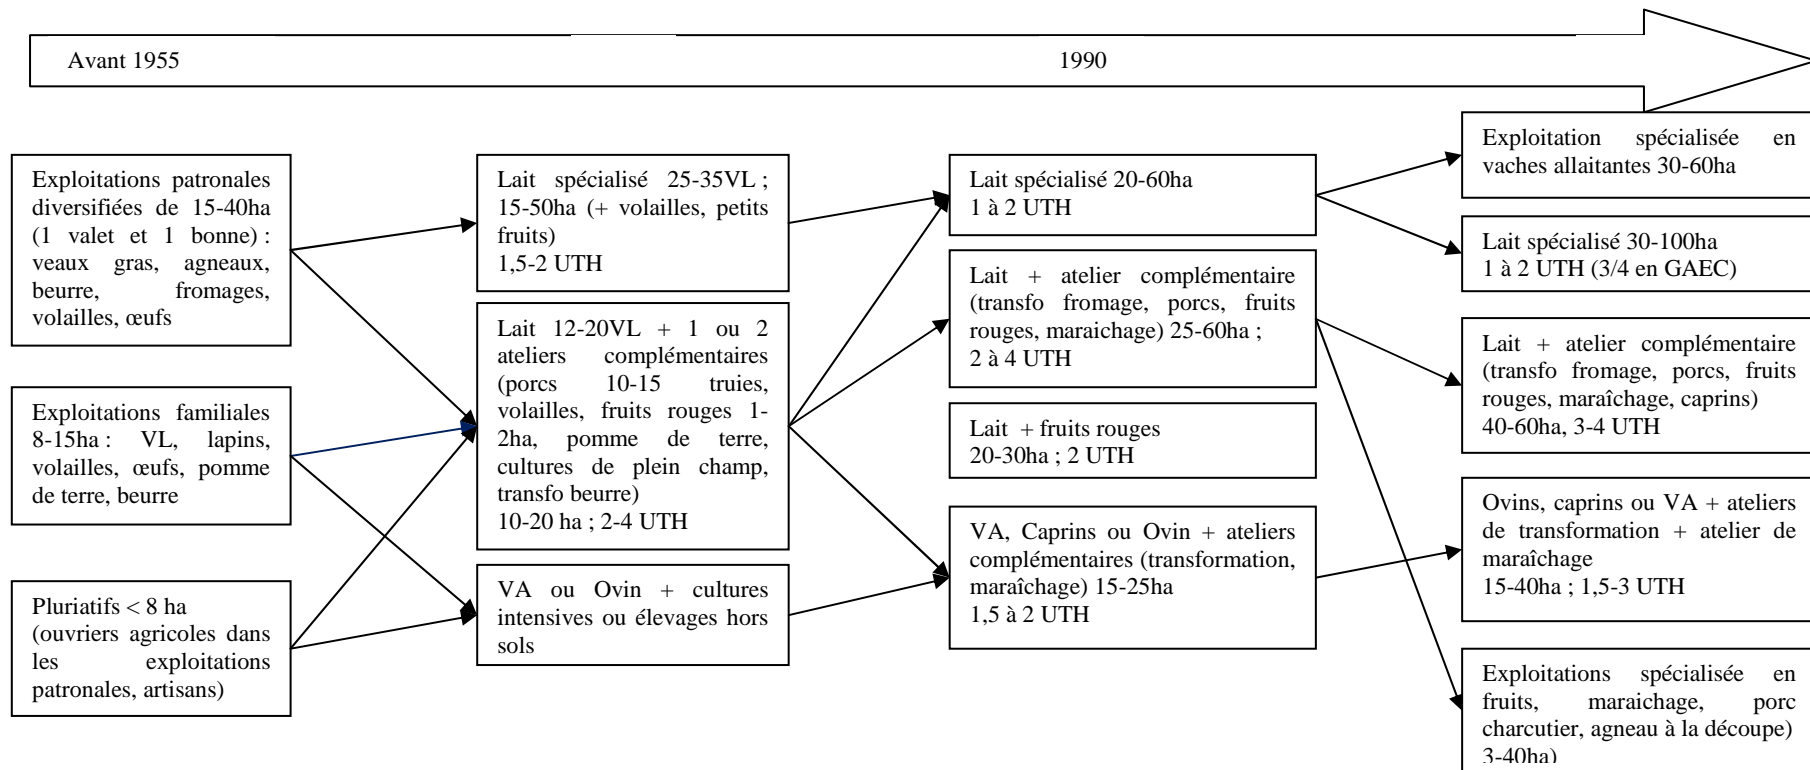 Avant 1955
1990
Exploitations patronales
diversifiées de 15-40ha
(1 valet et 1 bonne) :
veaux gras, agneaux,
beurre, fromages,
volailles, œufs
Exploitations familiales
8-15ha : VL, lapins,
volailles, œufs, pomme
de terre, beurre
Pluriatifs < 8 ha
(ouvriers agricoles dans
les exploitations
patronales, artisans)
Lait spécialisé 25-35VL ;
15-50ha (+ volailles, petits
fruits)
1,5-2 UTH
Lait 12-20VL + 1 ou 2
ateliers complémentaires
(porcs 10-15 truies,
volailles, fruits rouges 1-
2ha, pomme de terre,
cultures de plein champ,
transfo beurre)
10-20 ha ; 2-4 UTH
VA ou Ovin + cultures
intensives ou élevages hors
sols
Lait spécialisé 20-60ha
1 à 2 UTH
Lait + atelier complémentaire
(transfo fromage, porcs, fruits
rouges, maraichage) 25-60ha ;
2 à 4 UTH
Lait + fruits rouges
20-30ha ; 2 UTH
VA, Caprins ou Ovin + ateliers
complémentaires (transformation,
maraîchage) 15-25ha
1,5 à 2 UTH
Exploitation spécialisée en
vaches allaitantes 30-60ha
Lait spécialisé 30-100ha
1 à 2 UTH (3/4 en GAEC)
Lait + atelier complémentaire
(transfo fromage, porcs, fruits
rouges, maraîchage, caprins)
40-60ha, 3-4 UTH
Ovins, caprins ou VA + ateliers
de transformation + atelier de
maraîchage
15-40ha ; 1,5-3 UTH
Exploitations spécialisée en
fruits, maraichage, porc
charcutier, agneau à la découpe)
3-40ha)